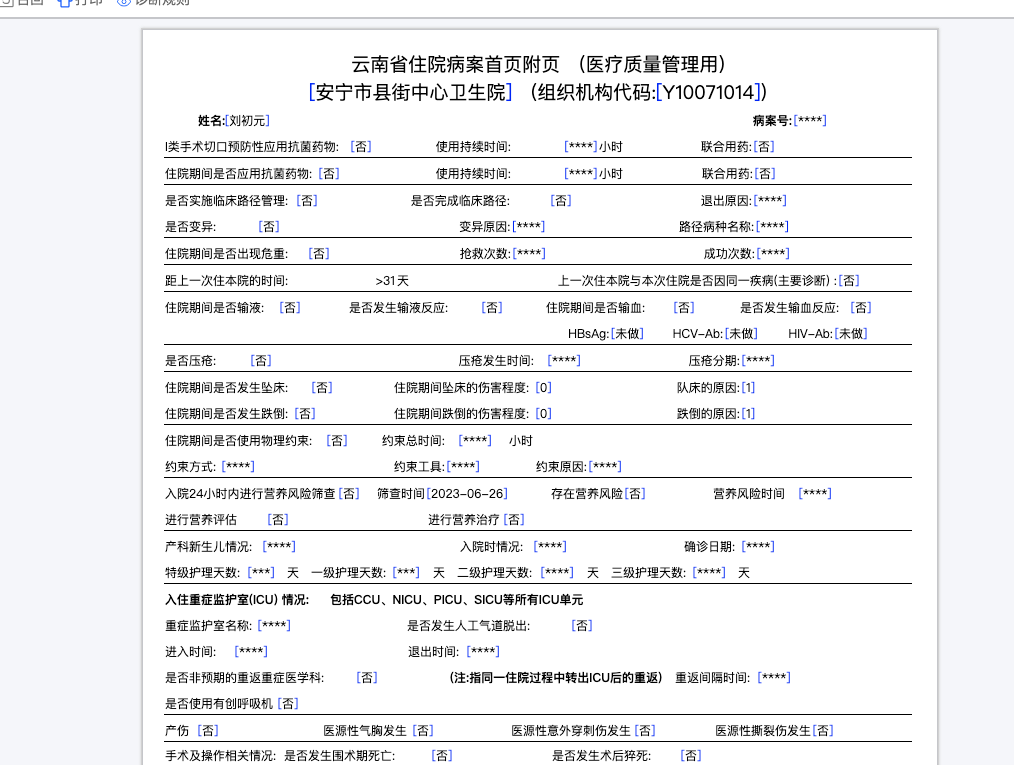 召回 打印 诊断规则
云南省住院病案首页附页 （医疗质量管理用）
[安宁市县街中心卫生院] （组织机构代码:[Y10071014]）
姓名:[刘初元] 病案号:[****]
I类手术切口预防性应用抗菌药物: [否] 使用持续时间: [****]小时 联合用药:[否]
住院期间是否应用抗菌药物: [否] 使用持续时间: [****]小时 联合用药:[否]
是否实施临床路径管理: [否] 是否完成临床路径: [否] 退出原因:[****]
是否变异: [否] 变异原因:[****] 路径病种名称:[****]
住院期间是否出现危重: [否] 抢救次数:[****] 成功次数:[****]
距上一次住本院的时间: >31天 上一次住本院与本次住院是否因同一疾病(主要诊断) :[否]
住院期间是否输液: [否] 是否发生输液反应: [否] 住院期间是否输血: [否] 是否发生输血反应: [否]
HBsAg:[未做] HCV-Ab:[未做] HIV-Ab:[未做]
是否压疮: [否] 压疮发生时间: [****] 压疮分期:[****]
住院期间是否发生坠床: [否] 住院期间坠床的伤害程度: [0] 队床的原因:[1]
住院期间是否发生跌倒: [否] 住院期间跌倒的伤害程度: [0] 跌倒的原因:[1]
住院期间是否使用物理约束: [否] 约束总时间: [****] 小时
约束方式: [****] 约束工具:[****] 约束原因:[****]
入院24小时内进行营养风险筛查 [否] 筛查时间[2023-06-26] 存在营养风险[否] 营养风险时间 [****]
进行营养评估 [否] 进行营养治疗 [否]
产科新生儿情况: [****] 入院时情况: [****] 确诊日期: [****]
特级护理天数: [***] 天 一级护理天数: [***] 天 二级护理天数: [****] 天 三级护理天数: [****] 天
入住重症监护室(ICU) 情况: 包括CCU、NICU、PICU、SICU等所有ICU单元
重症监护室名称: [****] 是否发生人工气道脱出: [否]
进入时间: [****] 退出时间: [****]
是否非预期的重返重症医学科: [否] (注:指同一住院过程中转出ICU后的重返) 重返间隔时间: [****]
是否使用有创呼吸机 [否]
产伤 [否] 医源性气胸发生 [否] 医源性意外穿刺伤发生 [否] 医源性撕裂伤发生[否]
手术及操作相关情况: 是否发生围术期死亡: [否] 是否发生术后猝死: [否]